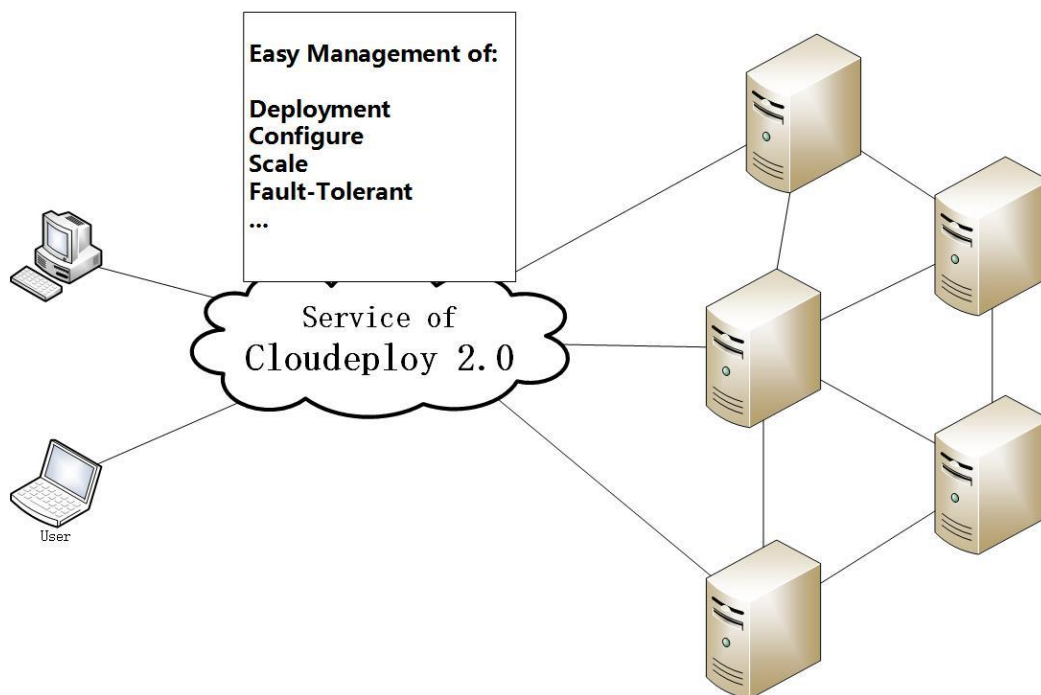 Easy Management of:
Deployment
Configure
Scale
Fault-Tolerant
...
Service of
Cloudeploy 2.0
User